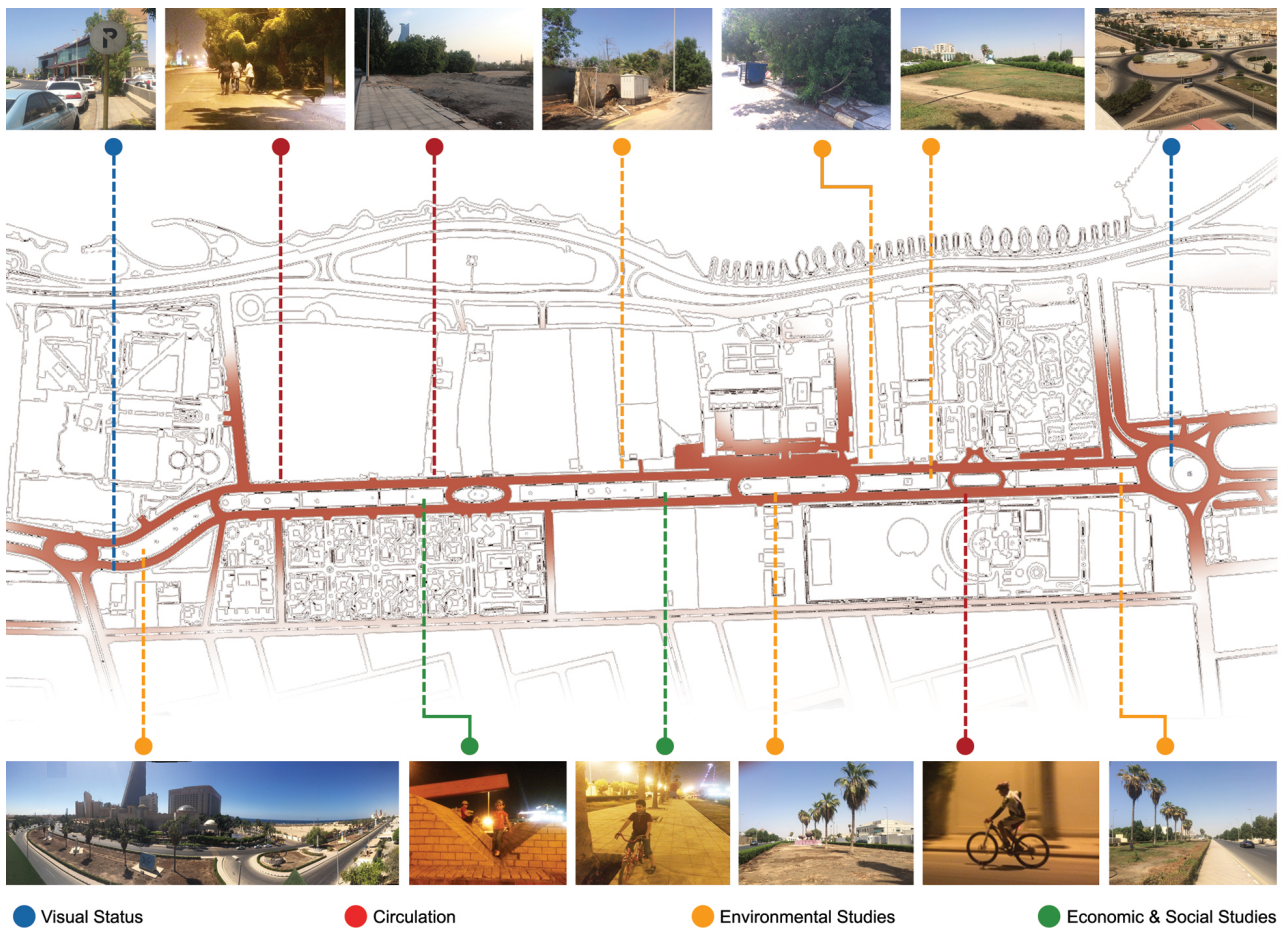 P
Visual Status
Circulation
Environmental Studies
Economic & Social Studies